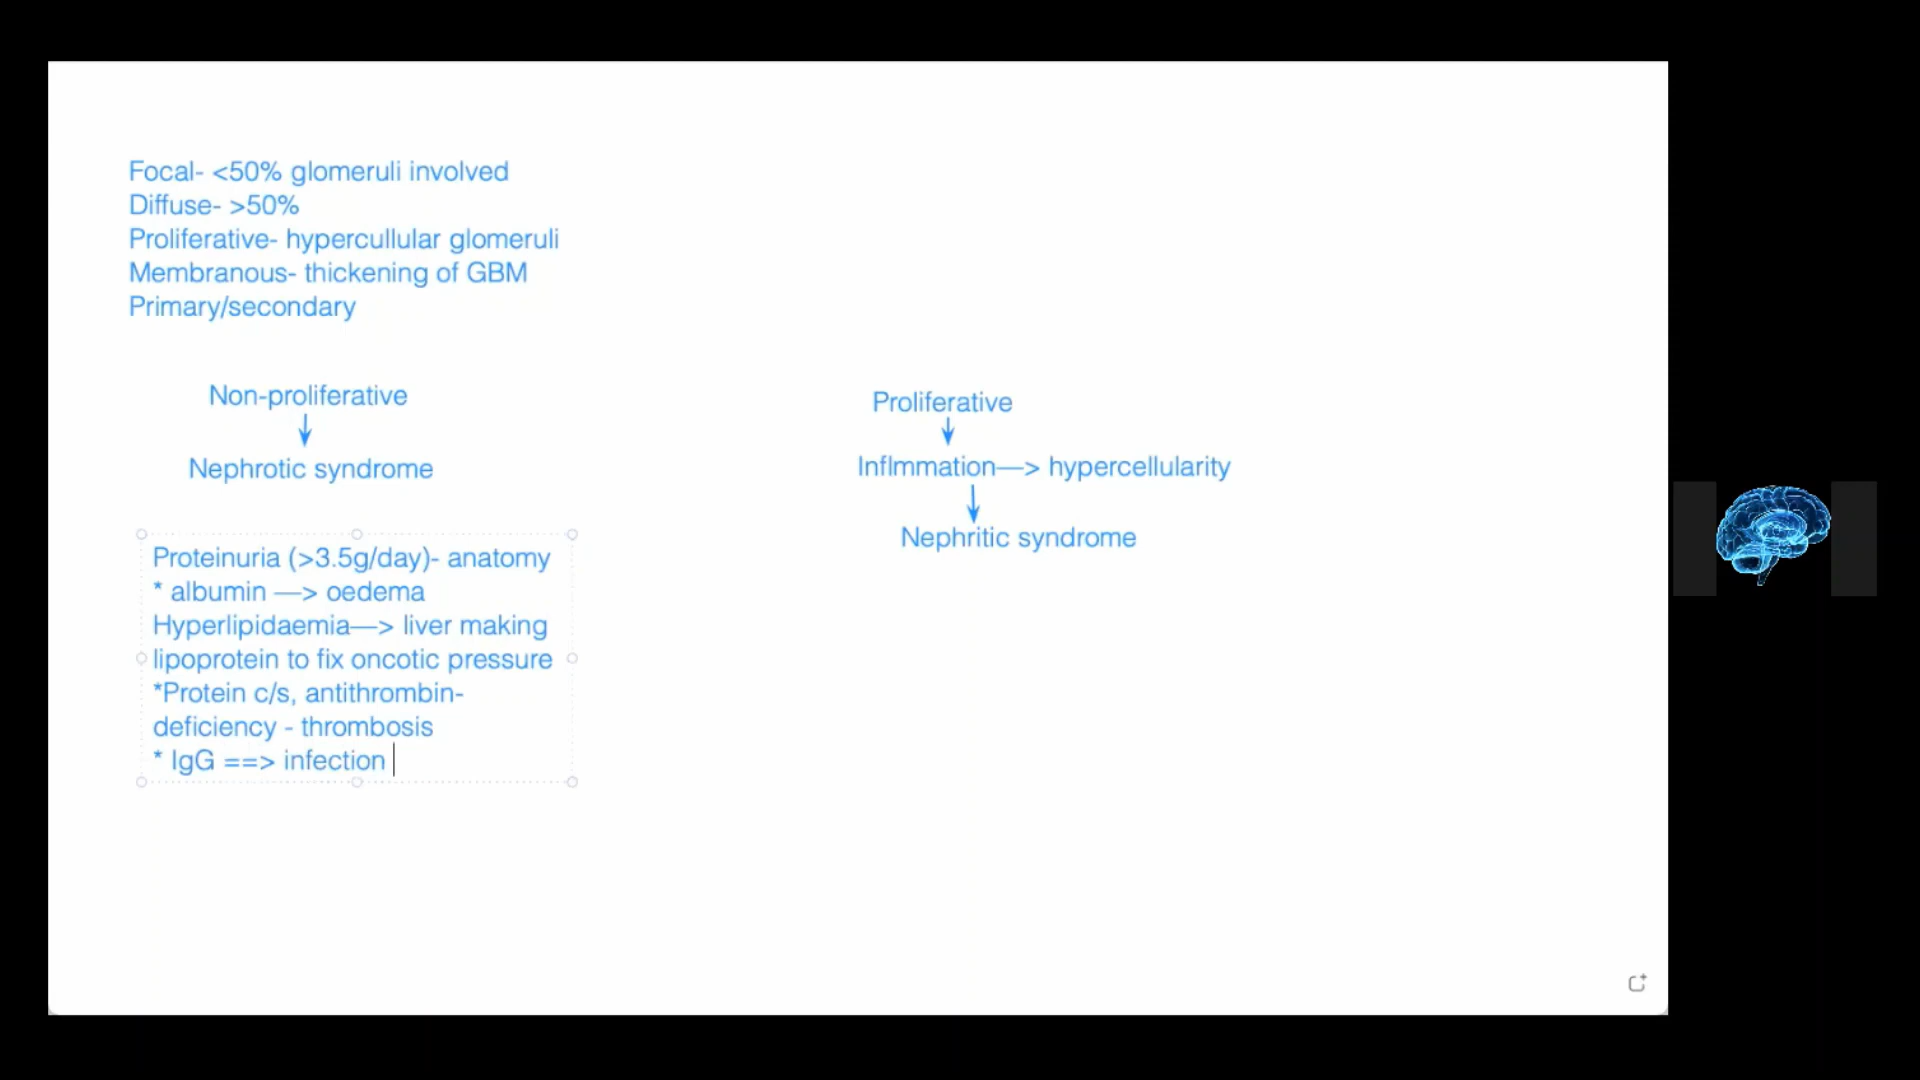 Focal- <50% glomeruli involved
Diffuse- >50%
Proliferative- hypercullular glomeruli
Membranous- thickening of GBM
Primary/secondary
Non-proliferative
Nephrotic syndrome
Proteinuria (>3.5g/day)- anatomy
* albumin —> oedema
Hyperlipidaemia—> liver making
lipoprotein to fix oncotic pressure
*Protein c/s, antithrombin-
deficiency - thrombosis
* IgG ==> infection
Proliferative
Inflmmation—> hypercellularity
Nephritic syndrome